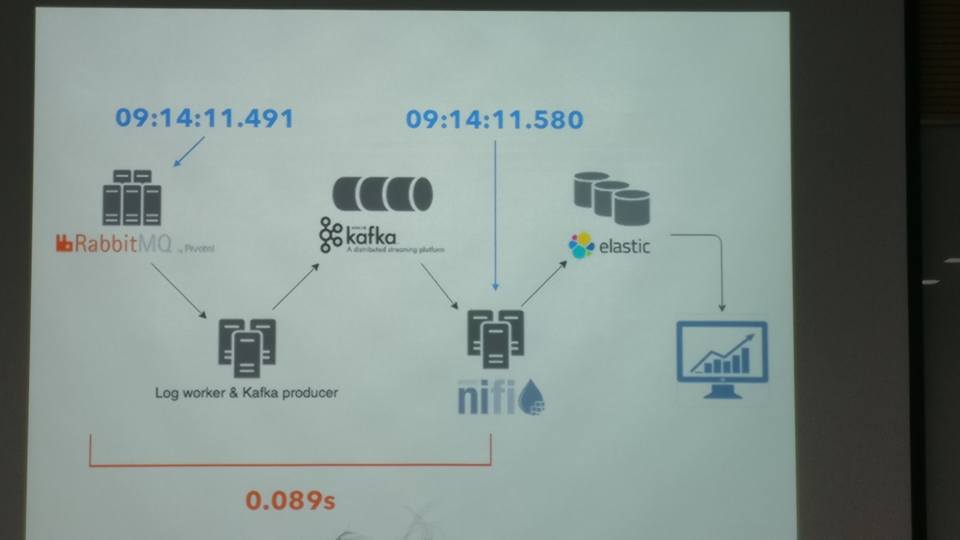 09:14:11.491
09:14:11.580
RabbitMQ by Pivotal
kafka
A distributed streaming platform
elastic
Log worker & Kafka producer
nifi
0.089s